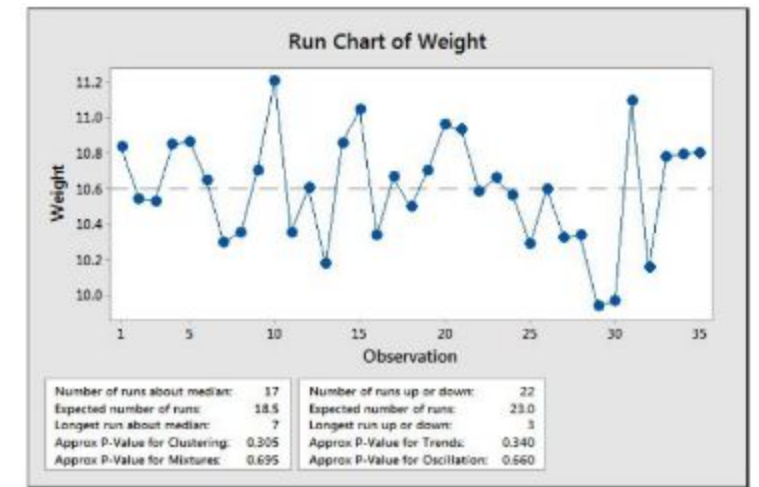 Run Chart of Weight
11.2
11.0
10.8
10.6
10.4
10.2
10.0
Weight
1 5 10 15 20 25 30 35
Observation
Number of runs about median: 17
Expected number of runs: 18.5
Longest run about median: 7
Approx P-Value for Clustering: 0.305
Approx P-Value for Mixtures: 0.695
Number of runs up or down: 22
Expected number of runs: 23.0
Longest run up or down: 3
Approx P-Value for Trends: 0.340
Approx P-Value for Oscillation: 0.660